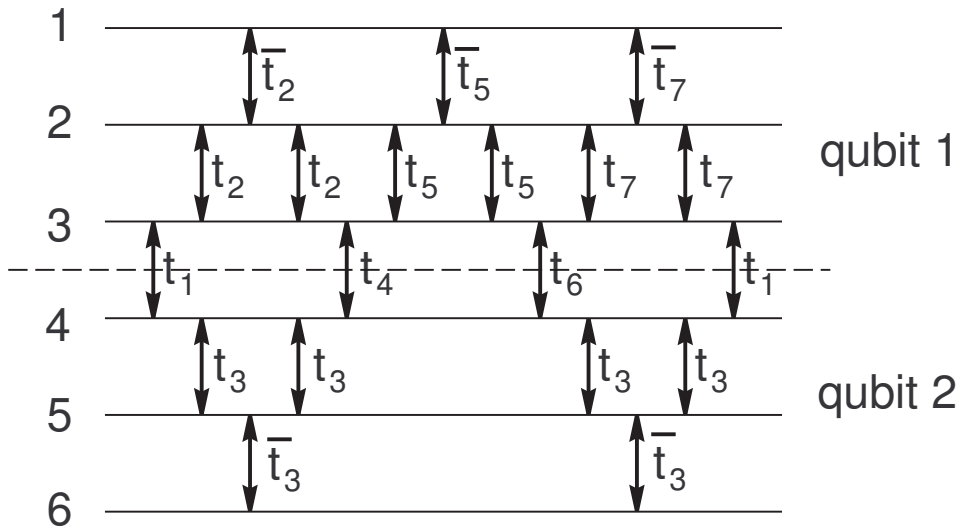 1
t̅2 t̅5 t̅7
2
t2 t2 t5 t5 t7 t7
qubit 1
3
t1 t4 t6 t1
4
t3 t3 t3 t3
qubit 2
5
t̅3 t̅3
6